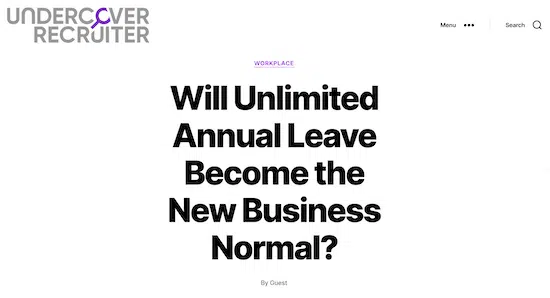 UNDERCOVER
RECRUITER
Menu
Search
WORKPLACE
Will Unlimited
Annual Leave
Become the
New Business
Normal?
By Guest